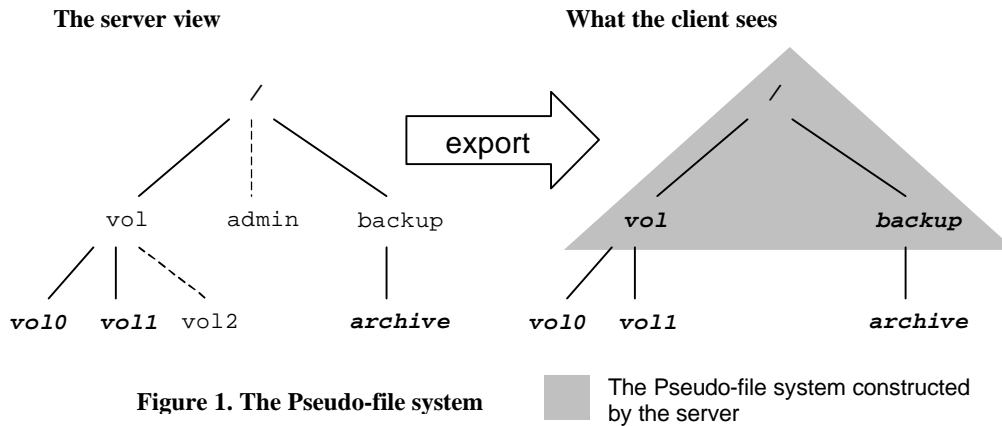 The server view
What the client sees
/
export
/
vol admin backup
vol backup
vol0 vol1 vol2 archive
vol0 vol1 archive
Figure 1. The Pseudo-file system
The Pseudo-file system constructed
by the server